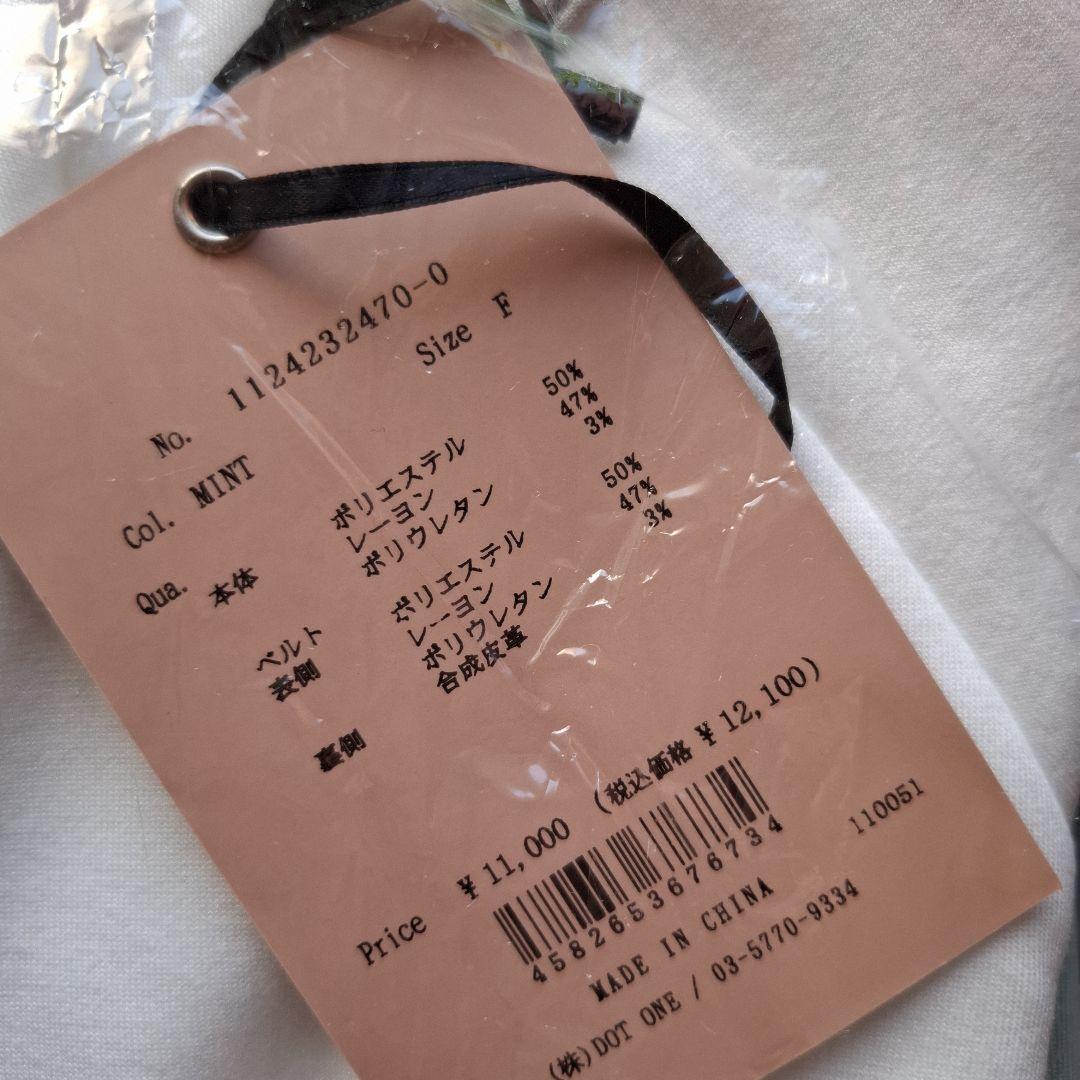 No. 1124232470-0
Col. MINT Size F
Qua. 本体 ポリエステル 50%
レーヨン 47%
ポリウレタン 3%
ベルト
表側 ポリエステル 50%
レーヨン 47%
ポリウレタン 3%
裏側 合成皮革
Price ¥11,000 (税込価格 ¥12,100)
4582653676734
110051
MADE IN CHINA
(株)DOT ONE / 03-5770-9334